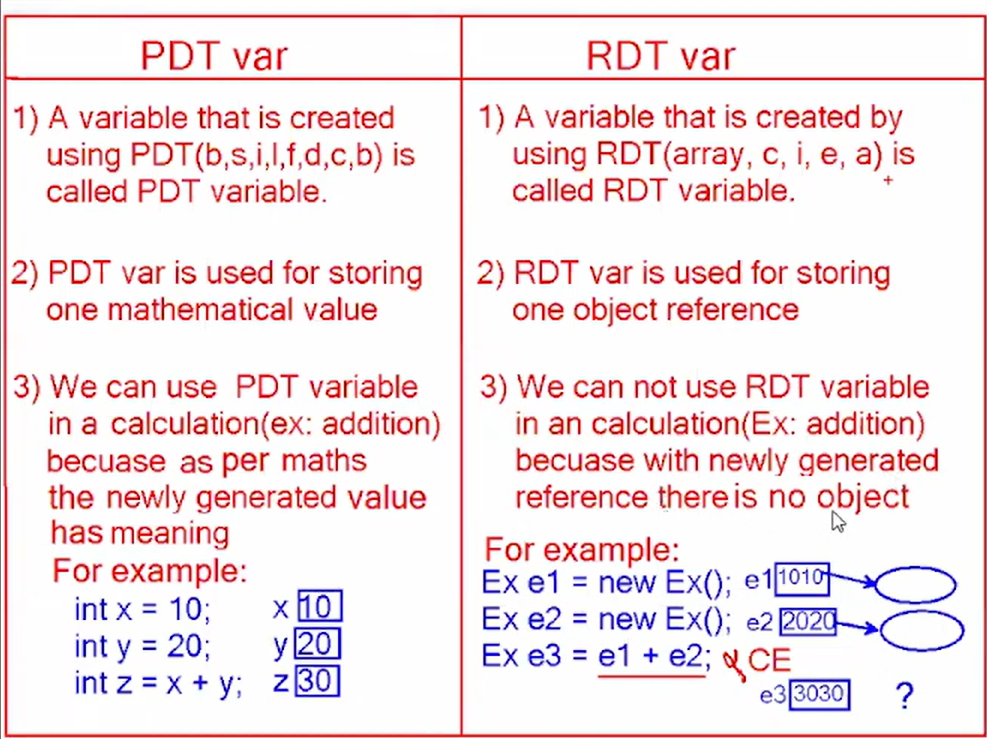 PDT var
1) A variable that is created
using PDT(b,s,i,l,f,d,c,b) is
called PDT variable.
2) PDT var is used for storing
one mathematical value
3) We can use PDT variable
in a calculation(ex: addition)
becuase as per maths
the newly generated value
has meaning
For example:
int x = 10; x 10
int y = 20; y 20
int z = x + y; z 30
RDT var
1) A variable that is created by
using RDT(array, c, i, e, a) is
called RDT variable.
2) RDT var is used for storing
one object reference
3) We can not use RDT variable
in an calculation(Ex: addition)
becuase with newly generated
reference there is no object
For example:
Ex e1 = new Ex(); e1 1010
Ex e2 = new Ex(); e2 2020
Ex e3 = e1 + e2; CE
e3 3030 ?